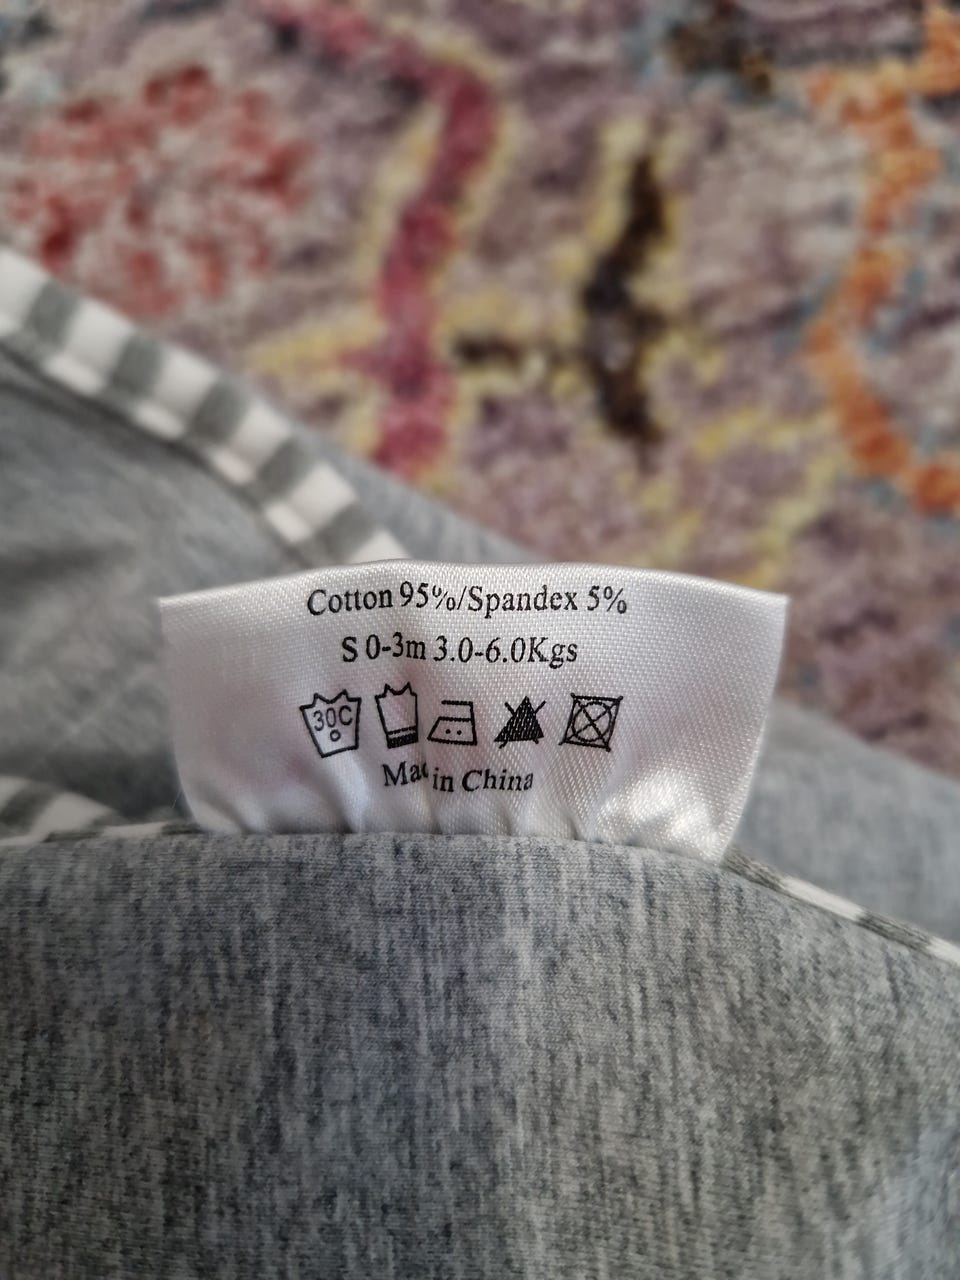 Cotton 95%/Spandex 5%
S 0-3m 3.0-6.0Kgs
30C
in China